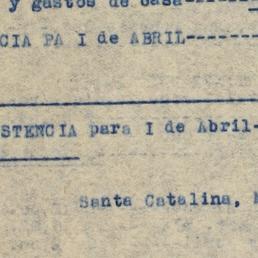 y gastos de casa------
CIA PA I de ABRIL-------
STENCIA para I de Abril-
Santa Catalina,